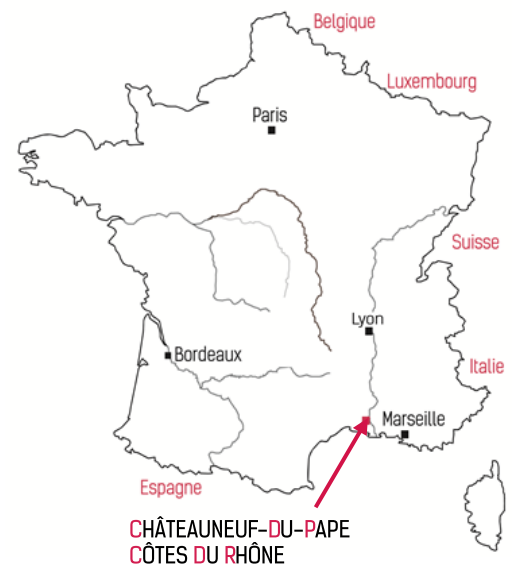 Belgique
Luxembourg
Paris
Suisse
Lyon
Bordeaux
Italie
Marseille
Espagne
CHÂTEAUNEUF-DU-PAPE
CÔTES DU RHÔNE